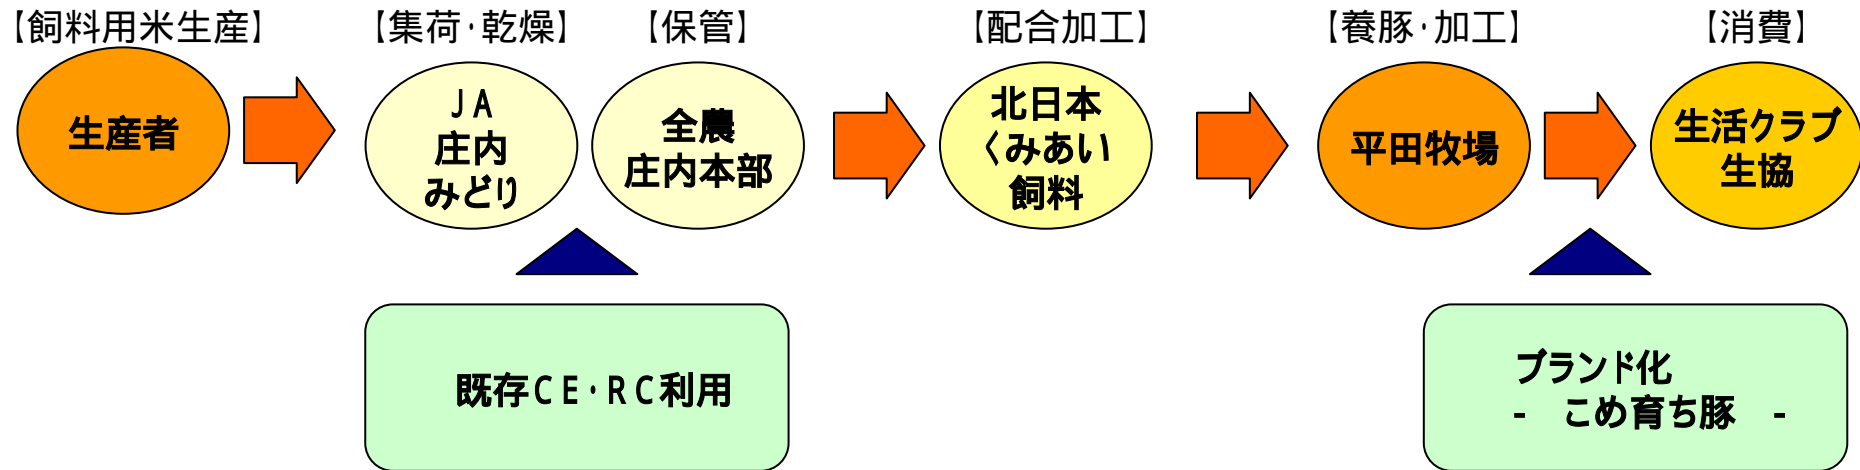 【飼料用米生産】
【集荷・乾燥】
【保管】
【配合加工】
【養豚・加工】
【消費】
生産者
JA
庄内
みどり
全農
庄内本部
北日本
くみあい
飼料
平田牧場
生活クラブ
生協
既存CE・RC利用
ブランド化
- こめ育ち豚 -